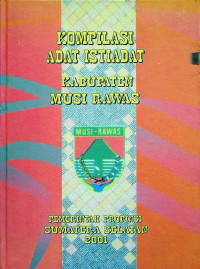 KOMPILASI
ADAT ISTIADAT
KABUPATEN
MUSI RAWAS
MUSI-RAWAS
PEMERINTAH PROPINSI
SUMATERA SELATAN
2001